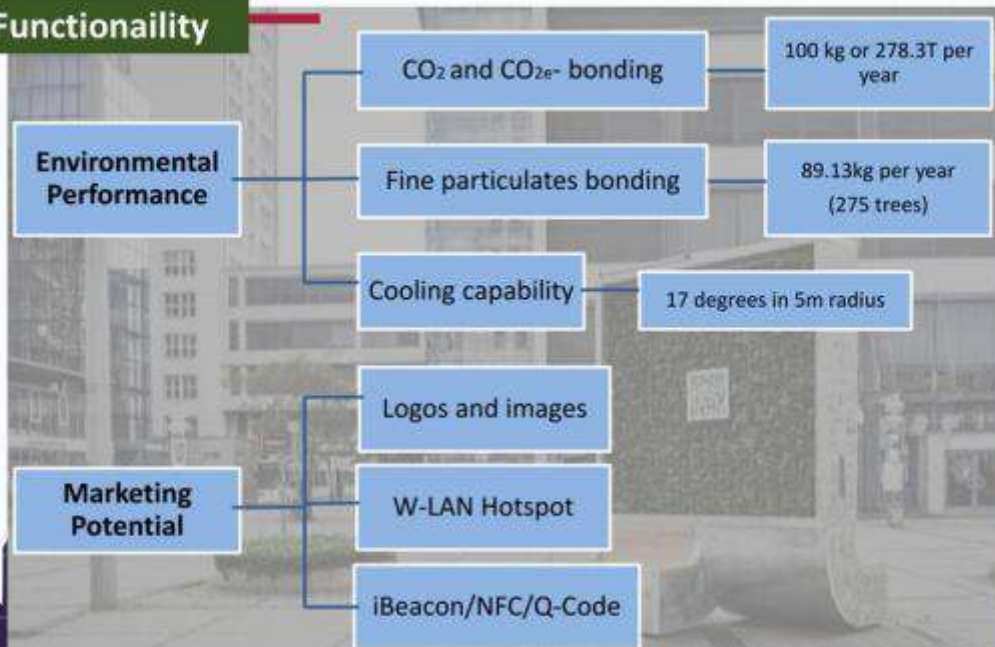 Functionaility
CO2 and CO2e- bonding
100 kg or 278.3T per
year
Environmental
Performance
Fine particulates bonding
89.13kg per year
(275 trees)
Cooling capability
17 degrees in 5m radius
Logos and images
Marketing
Potential
W-LAN Hotspot
iBeacon/NFC/Q-Code